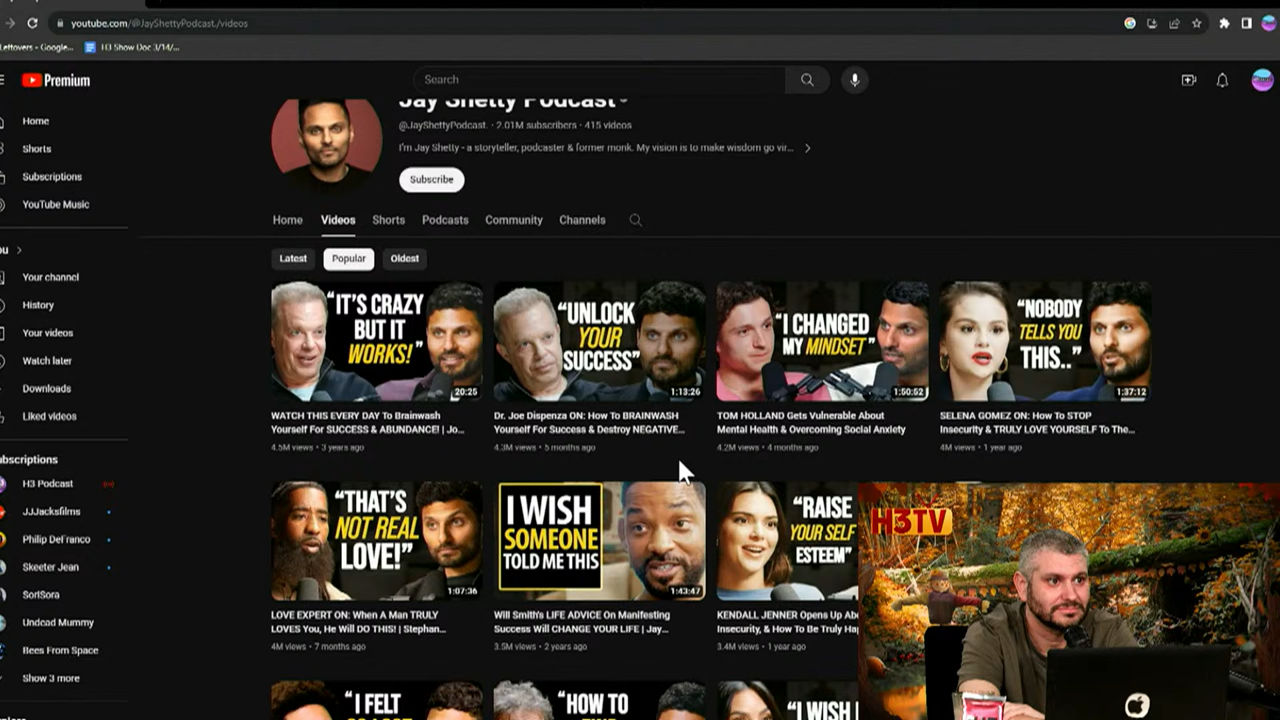 youtube.com/@JayShettyPodcast./videos
Leftovers - Google...
H3 Show Doc 3/14/...
Premium
Search
Home
Shorts
Subscriptions
YouTube Music
Your channel
History
Your videos
Watch later
Downloads
Liked videos
H3 Podcast
JJJacksfilms
Philip DeFranco
Skeeter Jean
SoriSora
Undead Mummy
Bees From Space
Show 3 more
Jay Shetty Podcast
@JayShettyPodcast. · 2.01M subscribers · 415 videos
I'm Jay Shetty - a storyteller, podcaster & former monk. My vision is to make wisdom go vir...
Subscribe
Home
Videos
Shorts
Podcasts
Community
Channels
Latest
Popular
Oldest
"IT'S CRAZY
BUT IT
WORKS!"
20:25
WATCH THIS EVERY DAY To Brainwash
Yourself For SUCCESS & ABUNDANCE! | Jo...
4.5M views · 3 years ago
"UNLOCK
YOUR
SUCCESS"
1:13:26
Dr. Joe Dispenza ON: How To BRAINWASH
Yourself For Success & Destroy NEGATIVE...
4.3M views · 5 months ago
"I CHANGED
MY MINDSET"
1:50:52
TOM HOLLAND Gets Vulnerable About
Mental Health & Overcoming Social Anxiety
4.2M views · 4 months ago
"NOBODY
TELLS YOU
THIS.."
1:37:12
SELENA GOMEZ ON: How To STOP
Insecurity & TRULY LOVE YOURSELF To The...
4M views · 1 year ago
"THAT'S
NOT REAL
LOVE!"
1:07:36
LOVE EXPERT ON: When A Man TRULY
LOVES You, He Will DO THIS! | Stephan...
4M views · 7 months ago
I WISH
SOMEONE
TOLD ME THIS
1:43:47
Will Smith's LIFE ADVICE On Manifesting
Success Will CHANGE YOUR LIFE | Jay...
3.5M views · 2 years ago
"RAISE
YOUR SELF
ESTEEM"
KENDALL JENNER Opens Up Abo
Insecurity, & How To Be Truly Hap
3.4M views · 1 year ago
"I FELT
"HOW TO
"I WISH I
H3TV